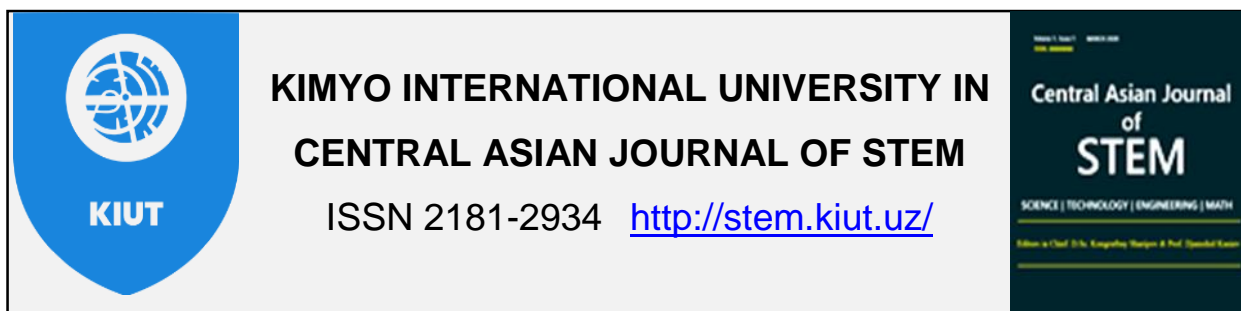 KIUT
KIMYO INTERNATIONAL UNIVERSITY IN
CENTRAL ASIAN JOURNAL OF STEM
ISSN 2181-2934 http://stem.kiut.uz/
Central Asian Journal
of
STEM
SCIENCE | TECHNOLOGY | ENGINEERING | MATH